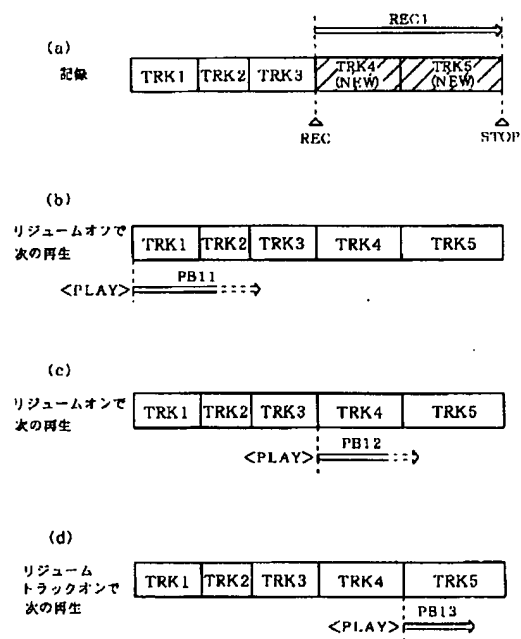 (a)
REC1
記録
TRK1 TRK2 TRK3 TRK4 TRK5
(NEW) (NEW)
REC STOP
(b)
リジュームオンで
次の再生
TRK1 TRK2 TRK3 TRK4 TRK5
<PLAY> PB11
(c)
リジュームオンで
次の再生
TRK1 TRK2 TRK3 TRK4 TRK5
<PLAY> PB12
(d)
リジューム
トラックオンで
次の再生
TRK1 TRK2 TRK3 TRK4 TRK5
<PLAY> PB13